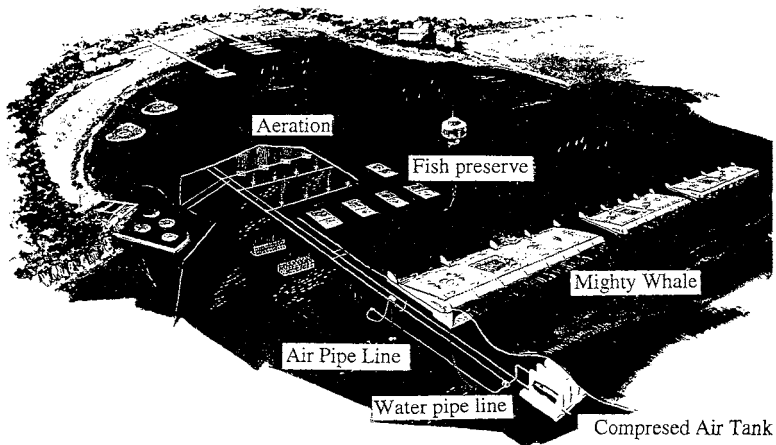 Aeration
Fish preserve
Mighty Whale
Air Pipe Line
Water pipe line
Compresed Air Tank